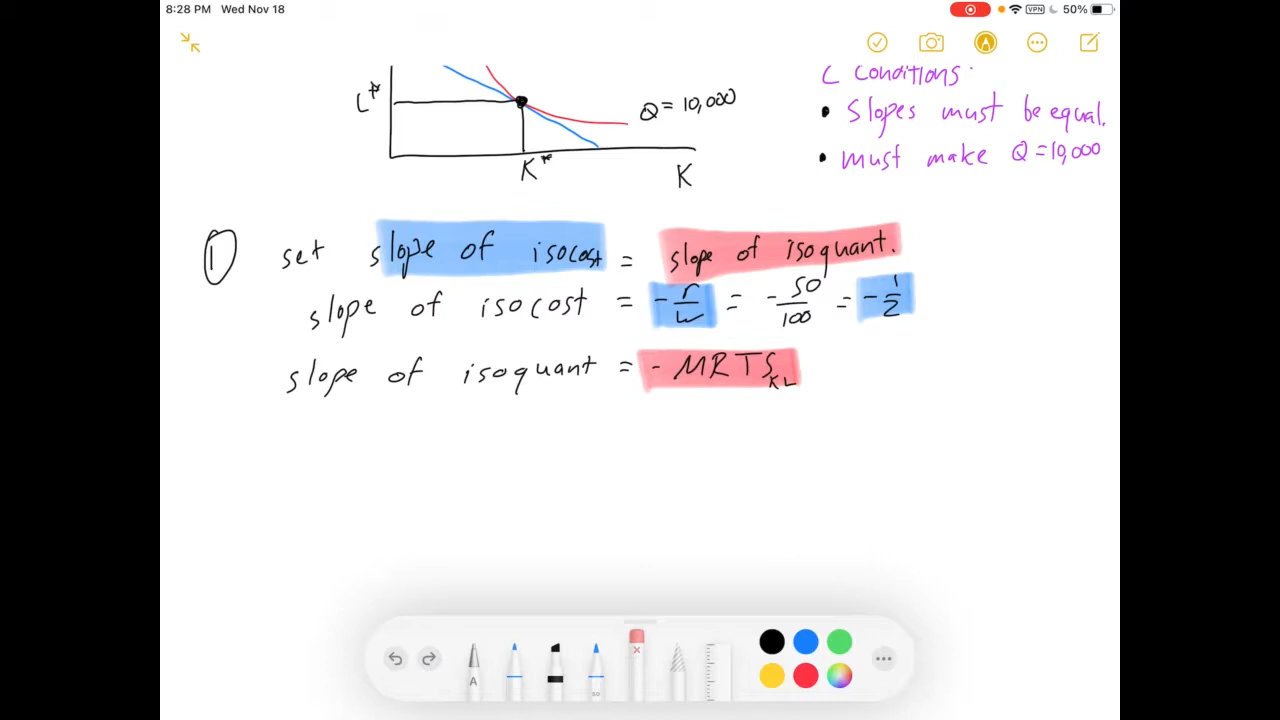 8:28 PM Wed Nov 18
VPN
50%
L*
Q = 10,000
K*
K
C conditions.
• Slopes must be equal.
• must make Q = 10,000
① set slope of isocost = slope of isoquant.
slope of isocost = - r/w = - 50/100 = - 1/2
slope of isoquant = - MRTS_KL
A